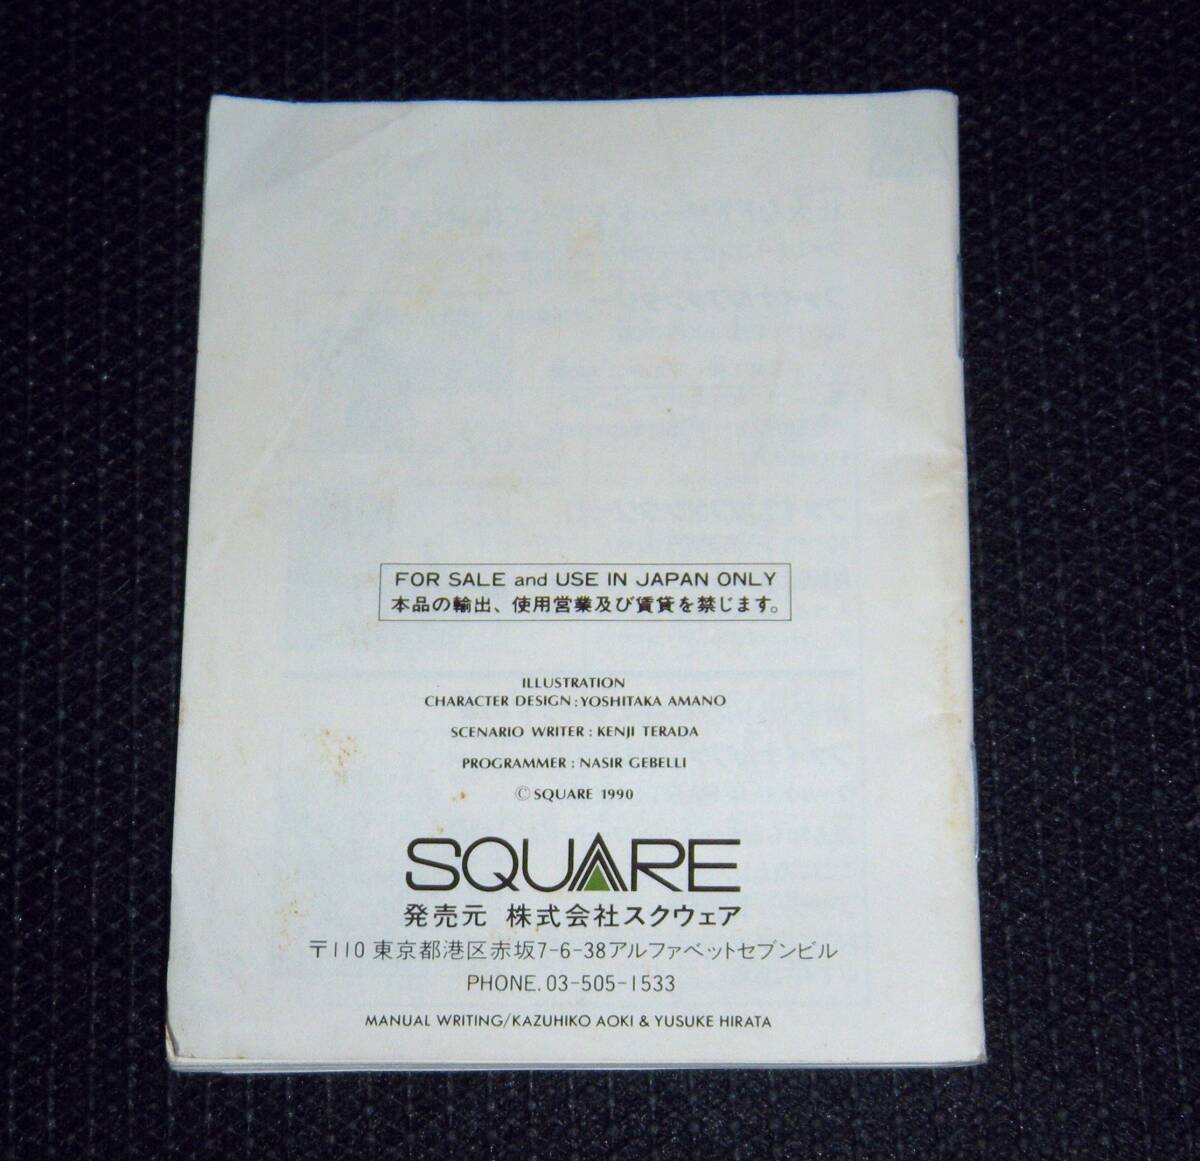 FOR SALE and USE IN JAPAN ONLY
本品の輸出、使用営業及び賃貸を禁じます。
ILLUSTRATION
CHARACTER DESIGN : YOSHITAKA AMANO
SCENARIO WRITER : KENJI TERADA
PROGRAMMER : NASIR GEBELLI
© SQUARE 1990
SQUARE
発売元 株式会社スクウェア
〒110 東京都港区赤坂7-6-38アルファベットセブンビル
PHONE. 03-505-1533
MANUAL WRITING/KAZUHIKO AOKI & YUSUKE HIRATA